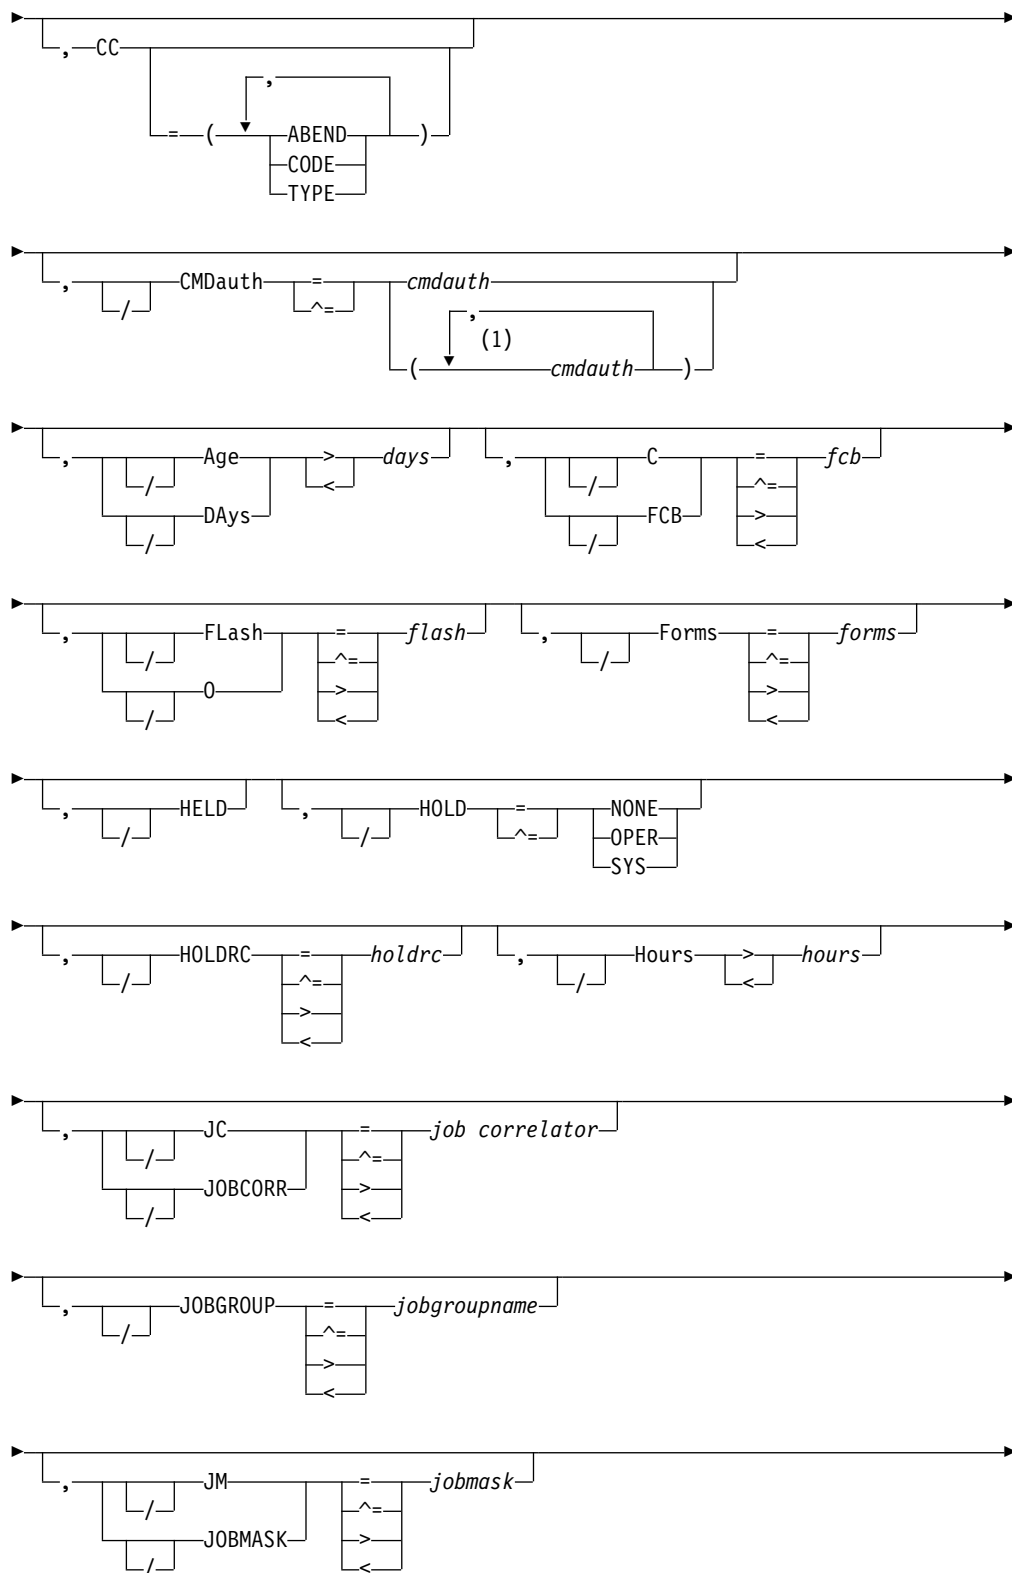 , CC
,
= ( ABEND )
CODE
TYPE
, CMDauth = cmdauth
/ ^=
,
(1)
( cmdauth )
, Age > days , C = fcb
/ < / ^=
DAys FCB >
/ / <
, FLash = flash , Forms = forms
/ ^= / ^=
O > >
/ < <
, HELD , HOLD = NONE
/ / ^= OPER
SYS
, HOLDRC = holdrc , Hours > hours
/ ^= / <
>
<
, JC = job correlator
/ ^=
JOBCORR >
/ <
, JOBGROUP = jobgroupname
/ ^=
>
<
, JM = jobmask
/ ^=
JOBMASK >
/ <